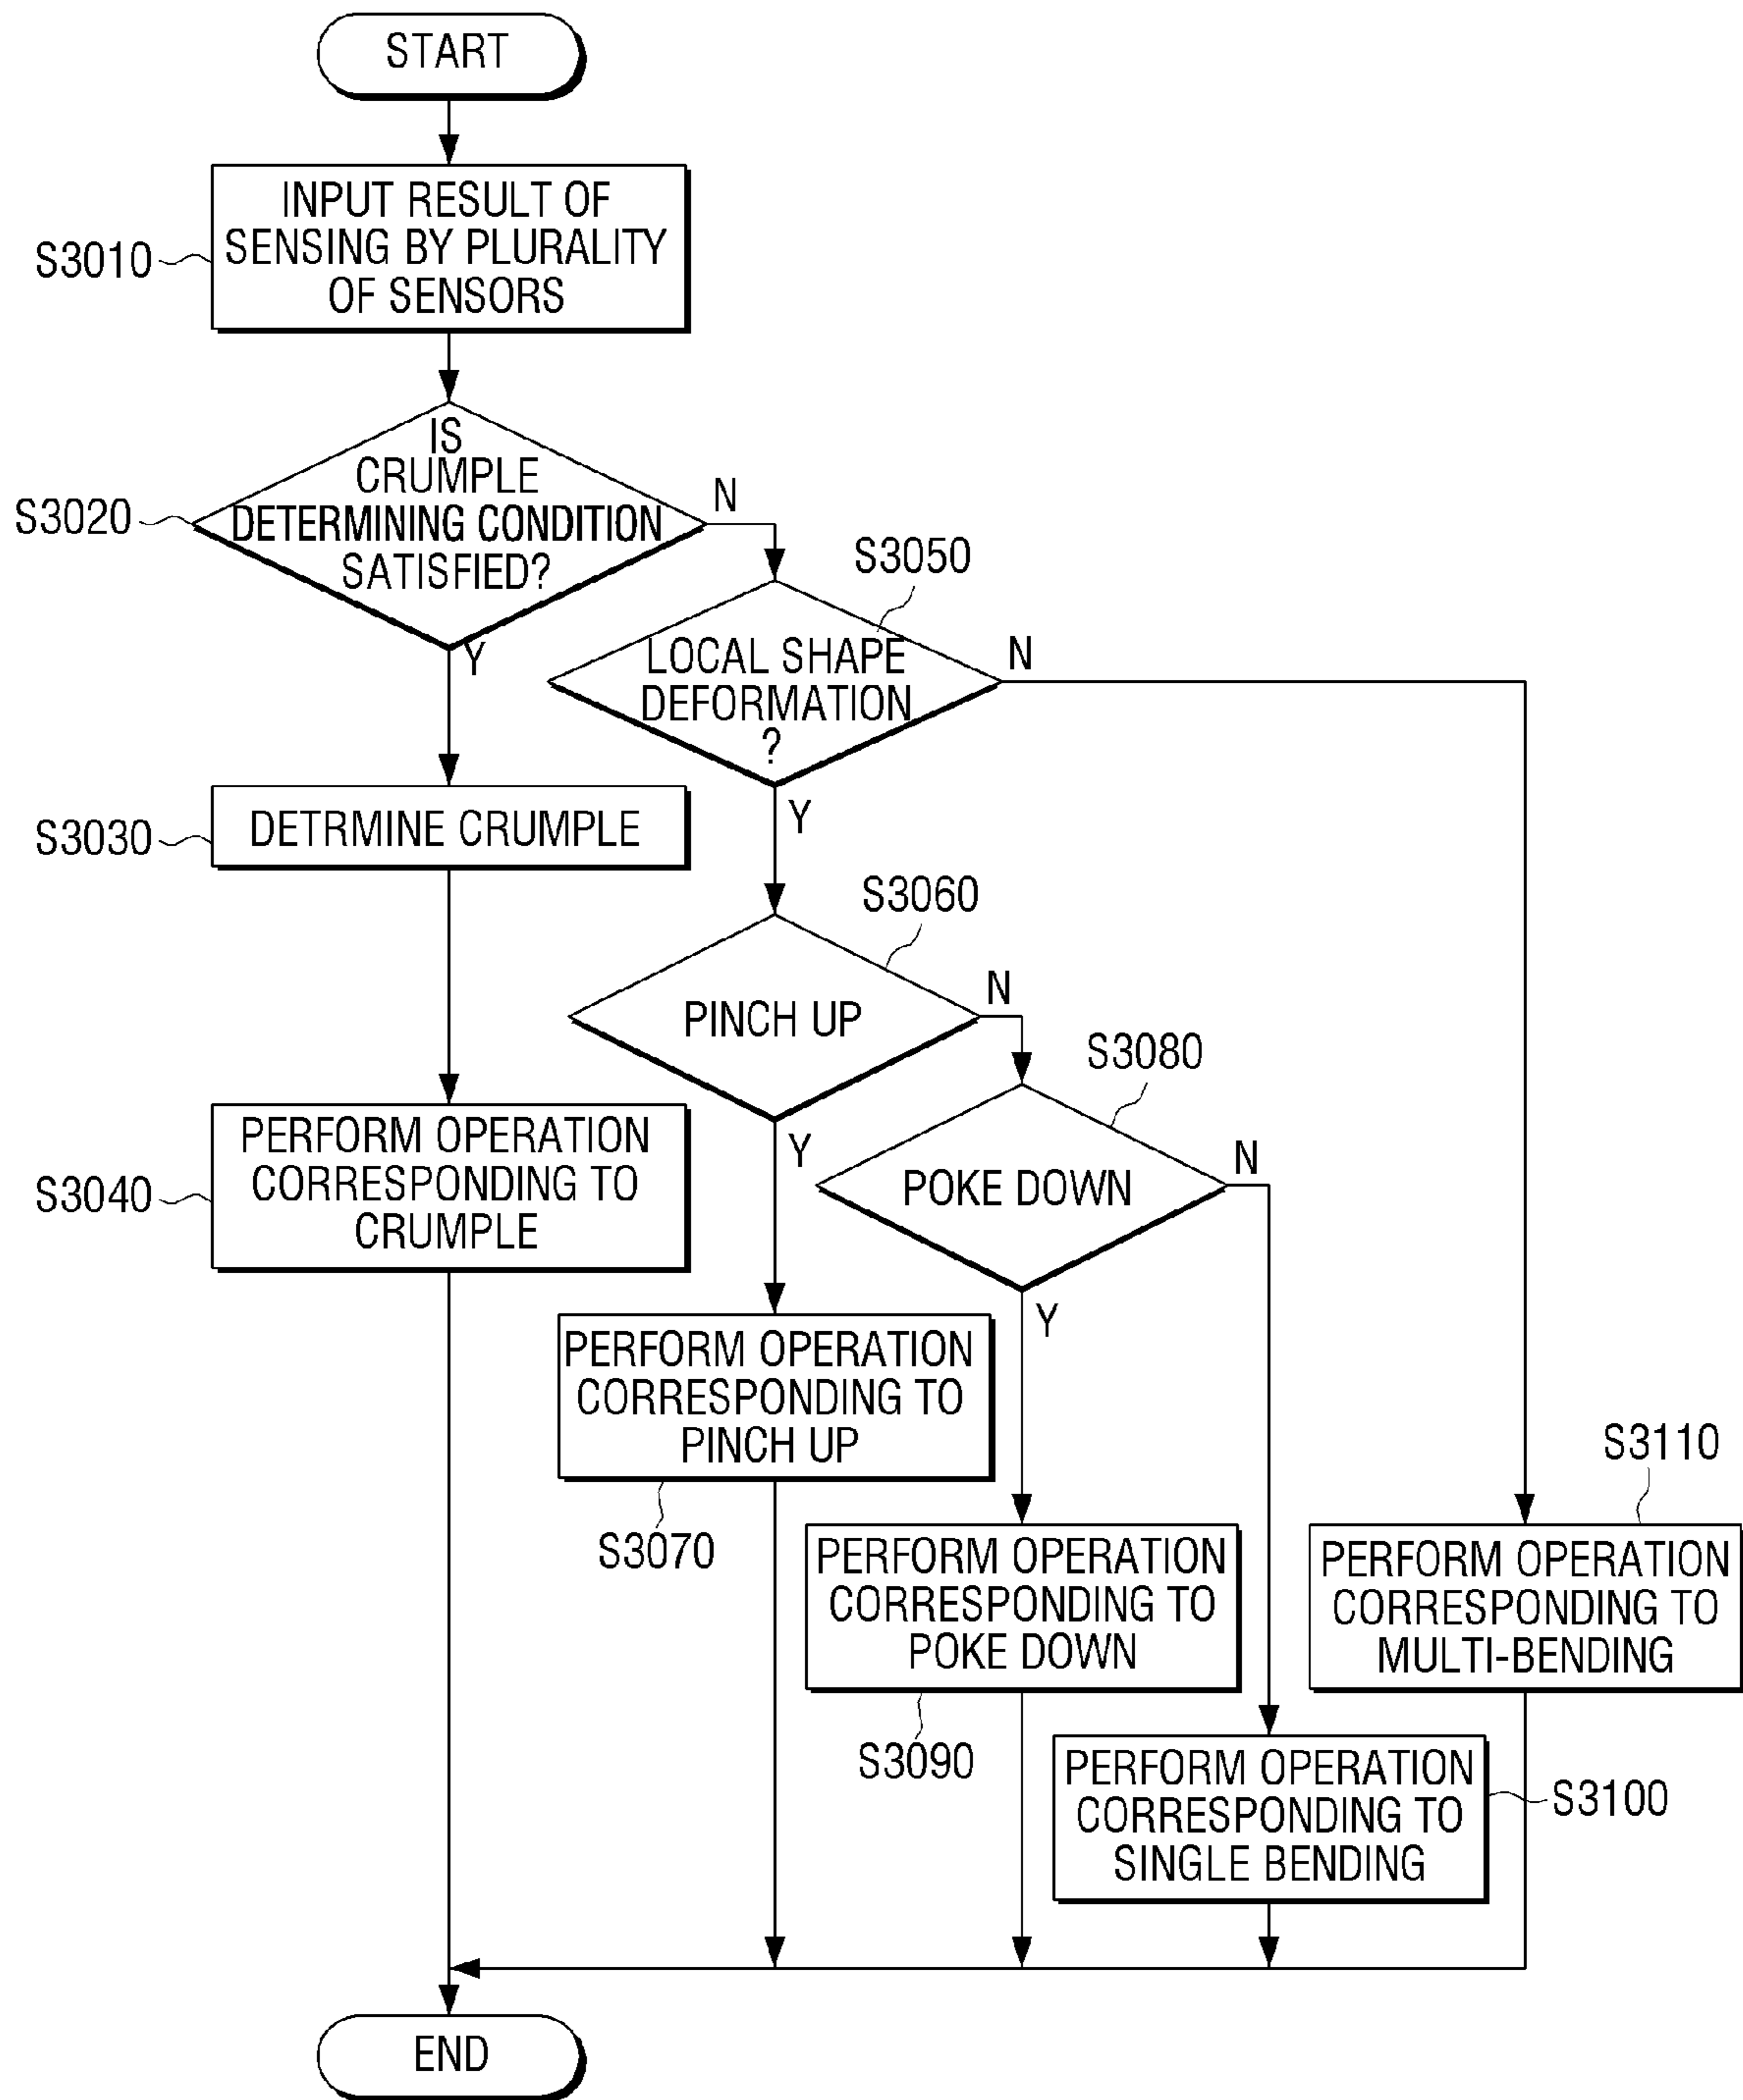 START
INPUT RESULT OF
SENSING BY PLURALITY
OF SENSORS
S3010
IS
CRUMPLE
DETERMINING CONDITION
SATISFIED?
S3020
N
Y
S3050
LOCAL SHAPE
DEFORMATION
?
N
Y
DETRMINE CRUMPLE
S3030
S3060
PINCH UP
N
Y
S3080
POKE DOWN
N
Y
PERFORM OPERATION
CORRESPONDING TO
CRUMPLE
S3040
PERFORM OPERATION
CORRESPONDING TO
PINCH UP
S3070
PERFORM OPERATION
CORRESPONDING TO
POKE DOWN
S3090
S3110
PERFORM OPERATION
CORRESPONDING TO
MULTI-BENDING
PERFORM OPERATION
CORRESPONDING TO
SINGLE BENDING
S3100
END